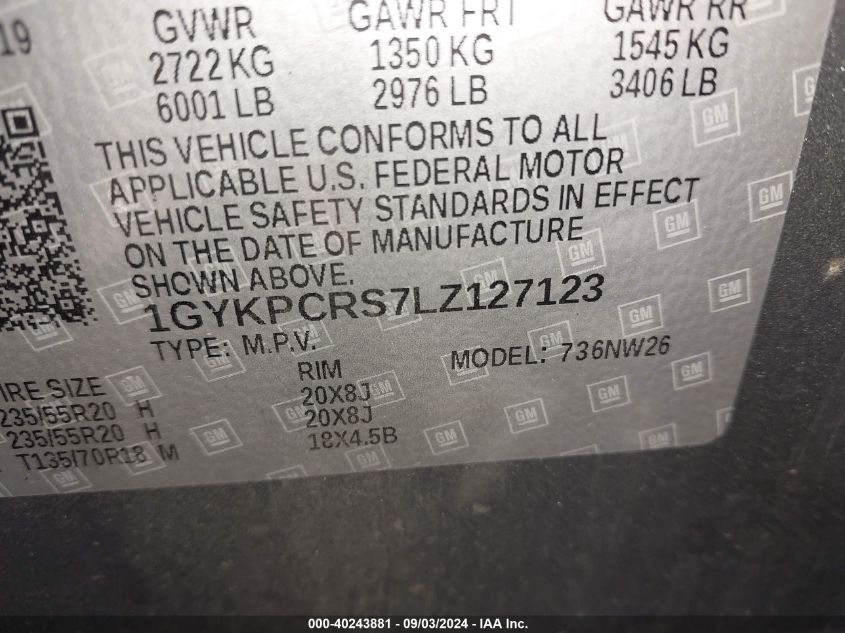 19 GVWR GAWR FRT GAWR RR
2722 KG 1350 KG 1545 KG
6001 LB 2976 LB 3406 LB
THIS VEHICLE CONFORMS TO ALL
APPLICABLE U.S. FEDERAL MOTOR
VEHICLE SAFETY STANDARDS IN EFFECT
ON THE DATE OF MANUFACTURE
SHOWN ABOVE.
1GYKPCRS7LZ127123
TYPE: M.P.V. MODEL: 736NW26
IRE SIZE RIM
235/55R20 H 20X8J
235/55R20 H 20X8J
T135/70R18 M 18X4.5B
GM
000-40243881 - 09/03/2024 - IAA Inc.